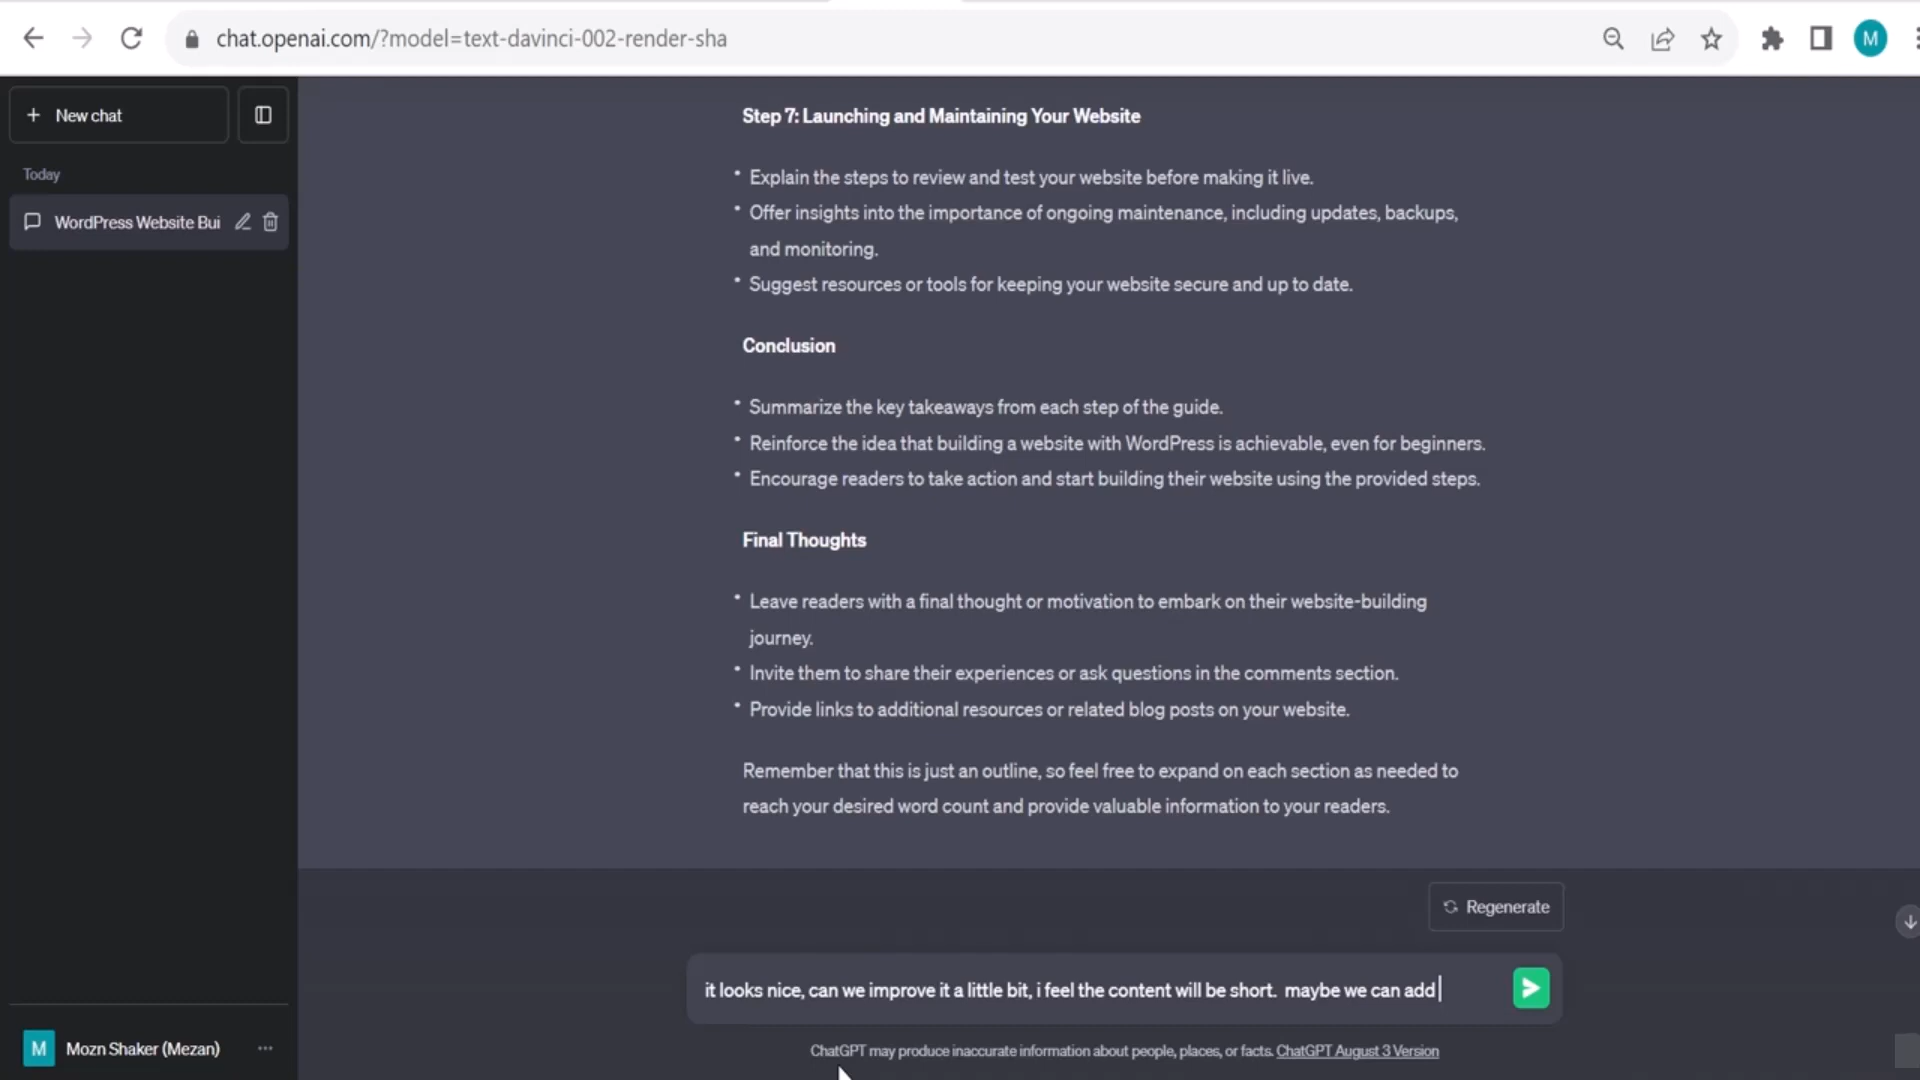 chat.openai.com/?model=text-davinci-002-render-sha
M
New chat
Today
WordPress Website Bui
Step 7: Launching and Maintaining Your Website
• Explain the steps to review and test your website before making it live.
• Offer insights into the importance of ongoing maintenance, including updates, backups,
and monitoring.
• Suggest resources or tools for keeping your website secure and up to date.
Conclusion
• Summarize the key takeaways from each step of the guide.
• Reinforce the idea that building a website with WordPress is achievable, even for beginners.
• Encourage readers to take action and start building their website using the provided steps.
Final Thoughts
• Leave readers with a final thought or motivation to embark on their website-building
journey.
• Invite them to share their experiences or ask questions in the comments section.
• Provide links to additional resources or related blog posts on your website.
Remember that this is just an outline, so feel free to expand on each section as needed to
reach your desired word count and provide valuable information to your readers.
Regenerate
it looks nice, can we improve it a little bit, i feel the content will be short.  maybe we can add
M Mozn Shaker (Mezan)
ChatGPT may produce inaccurate information about people, places, or facts. ChatGPT August 3 Version